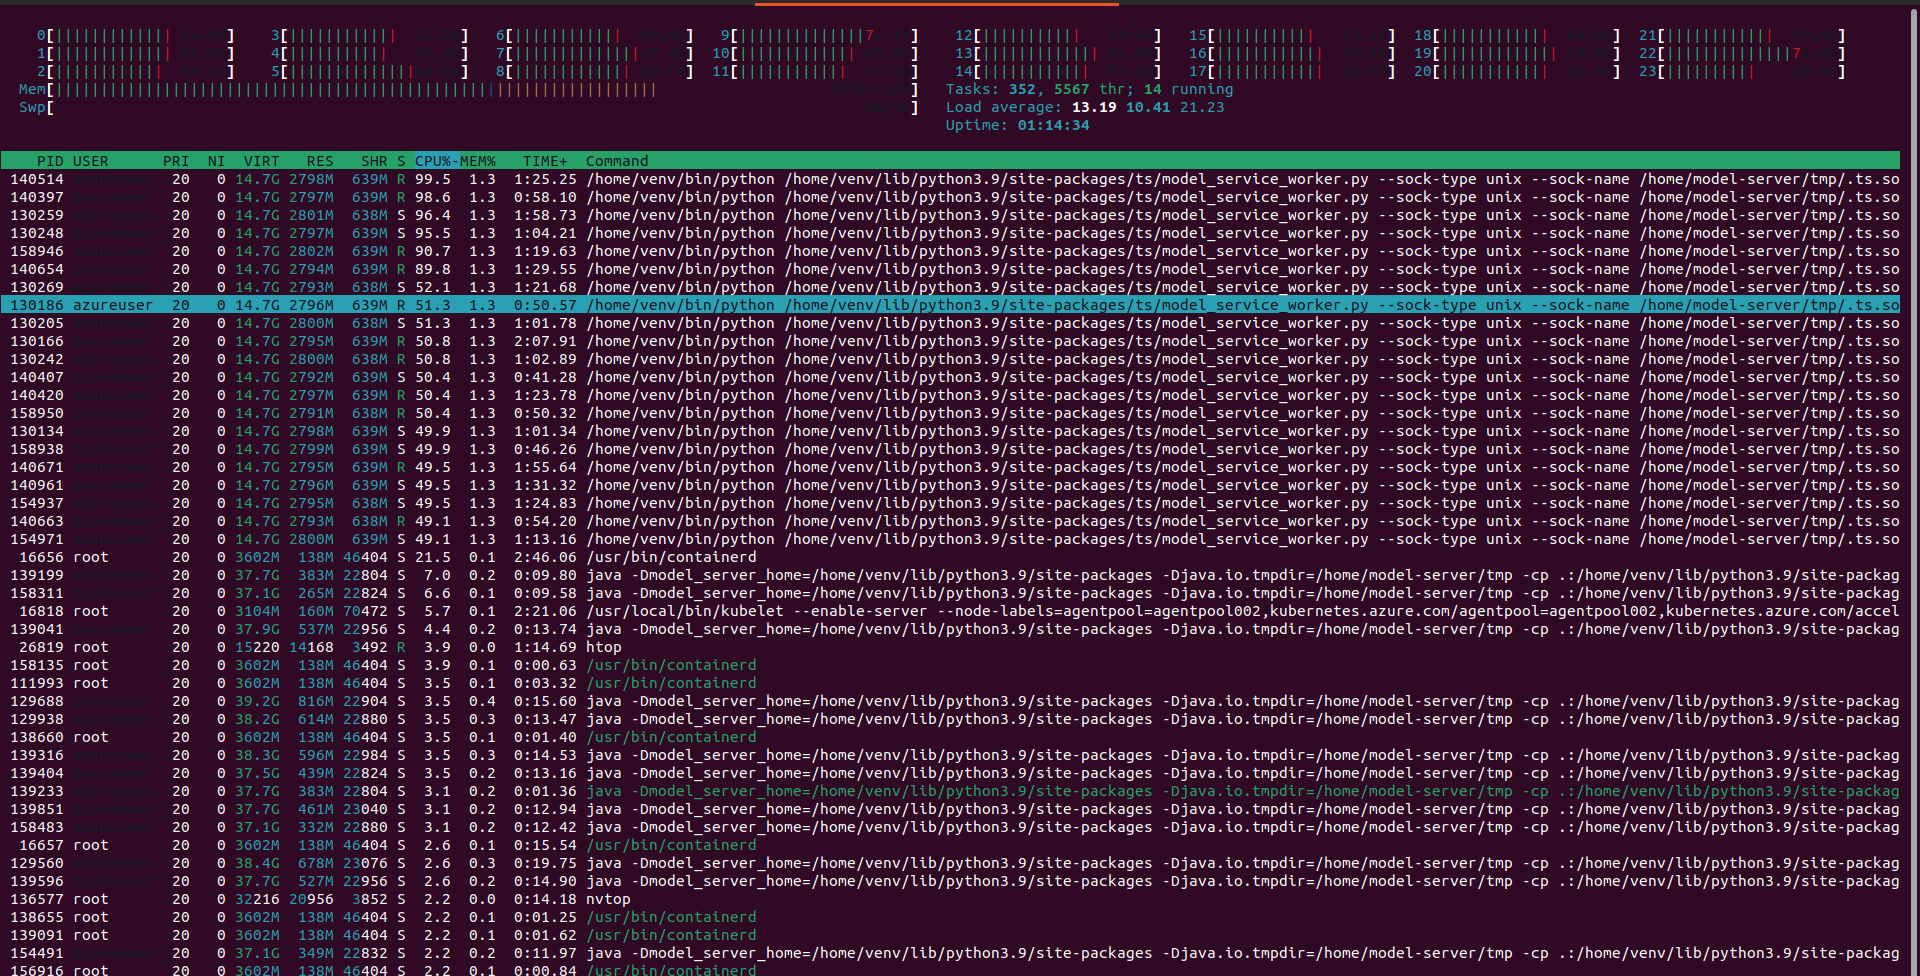 0[ ] 3[ ] 6[ ] 9[ 7 ] 12[ ] 15[ ] 18[ ] 21[ ]
1[ ] 4[ ] 7[ ] 10[ ] 13[ ] 16[ ] 19[ ] 22[ 7 ]
2[ ] 5[ ] 8[ ] 11[ ] 14[ ] 17[ ] 20[ ] 23[ ]
Mem[ ] Tasks: 352, 5567 thr; 14 running
Swp[ ] Load average: 13.19 10.41 21.23
Uptime: 01:14:34
PID USER PRI NI VIRT RES SHR S CPU%-MEM% TIME+ Command
140514 20 0 14.7G 2798M 639M R 99.5 1.3 1:25.25 /home/venv/bin/python /home/venv/lib/python3.9/site-packages/ts/model_service_worker.py --sock-type unix --sock-name /home/model-server/tmp/.ts.so
140397 20 0 14.7G 2797M 639M R 98.6 1.3 0:58.10 /home/venv/bin/python /home/venv/lib/python3.9/site-packages/ts/model_service_worker.py --sock-type unix --sock-name /home/model-server/tmp/.ts.so
130259 20 0 14.7G 2801M 638M S 96.4 1.3 1:58.73 /home/venv/bin/python /home/venv/lib/python3.9/site-packages/ts/model_service_worker.py --sock-type unix --sock-name /home/model-server/tmp/.ts.so
130248 20 0 14.7G 2797M 638M S 95.5 1.3 1:04.21 /home/venv/bin/python /home/venv/lib/python3.9/site-packages/ts/model_service_worker.py --sock-type unix --sock-name /home/model-server/tmp/.ts.so
158946 20 0 14.7G 2802M 638M R 90.7 1.3 1:19.63 /home/venv/bin/python /home/venv/lib/python3.9/site-packages/ts/model_service_worker.py --sock-type unix --sock-name /home/model-server/tmp/.ts.so
140654 20 0 14.7G 2794M 639M R 89.8 1.3 1:29.55 /home/venv/bin/python /home/venv/lib/python3.9/site-packages/ts/model_service_worker.py --sock-type unix --sock-name /home/model-server/tmp/.ts.so
130269 20 0 14.7G 2793M 638M S 52.1 1.3 1:21.68 /home/venv/bin/python /home/venv/lib/python3.9/site-packages/ts/model_service_worker.py --sock-type unix --sock-name /home/model-server/tmp/.ts.so
130186 azureuser 20 0 14.7G 2796M 639M R 51.3 1.3 0:50.57 /home/venv/bin/python /home/venv/lib/python3.9/site-packages/ts/model_service_worker.py --sock-type unix --sock-name /home/model-server/tmp/.ts.so
130205 20 0 14.7G 2800M 638M S 51.3 1.3 1:01.78 /home/venv/bin/python /home/venv/lib/python3.9/site-packages/ts/model_service_worker.py --sock-type unix --sock-name /home/model-server/tmp/.ts.so
130166 20 0 14.7G 2795M 639M R 50.8 1.3 2:07.91 /home/venv/bin/python /home/venv/lib/python3.9/site-packages/ts/model_service_worker.py --sock-type unix --sock-name /home/model-server/tmp/.ts.so
130242 20 0 14.7G 2800M 638M R 50.8 1.3 1:02.89 /home/venv/bin/python /home/venv/lib/python3.9/site-packages/ts/model_service_worker.py --sock-type unix --sock-name /home/model-server/tmp/.ts.so
140407 20 0 14.7G 2792M 639M S 50.4 1.3 0:41.28 /home/venv/bin/python /home/venv/lib/python3.9/site-packages/ts/model_service_worker.py --sock-type unix --sock-name /home/model-server/tmp/.ts.so
140420 20 0 14.7G 2797M 639M R 50.4 1.3 1:23.78 /home/venv/bin/python /home/venv/lib/python3.9/site-packages/ts/model_service_worker.py --sock-type unix --sock-name /home/model-server/tmp/.ts.so
158950 20 0 14.7G 2791M 638M R 50.4 1.3 0:50.32 /home/venv/bin/python /home/venv/lib/python3.9/site-packages/ts/model_service_worker.py --sock-type unix --sock-name /home/model-server/tmp/.ts.so
130134 20 0 14.7G 2798M 639M S 49.9 1.3 1:01.34 /home/venv/bin/python /home/venv/lib/python3.9/site-packages/ts/model_service_worker.py --sock-type unix --sock-name /home/model-server/tmp/.ts.so
158938 20 0 14.7G 2799M 638M S 49.9 1.3 0:46.26 /home/venv/bin/python /home/venv/lib/python3.9/site-packages/ts/model_service_worker.py --sock-type unix --sock-name /home/model-server/tmp/.ts.so
140671 20 0 14.7G 2795M 639M R 49.5 1.3 1:55.64 /home/venv/bin/python /home/venv/lib/python3.9/site-packages/ts/model_service_worker.py --sock-type unix --sock-name /home/model-server/tmp/.ts.so
140961 20 0 14.7G 2796M 639M S 49.5 1.3 1:31.32 /home/venv/bin/python /home/venv/lib/python3.9/site-packages/ts/model_service_worker.py --sock-type unix --sock-name /home/model-server/tmp/.ts.so
154937 20 0 14.7G 2795M 638M S 49.5 1.3 1:24.83 /home/venv/bin/python /home/venv/lib/python3.9/site-packages/ts/model_service_worker.py --sock-type unix --sock-name /home/model-server/tmp/.ts.so
140663 20 0 14.7G 2793M 638M R 49.1 1.3 0:54.20 /home/venv/bin/python /home/venv/lib/python3.9/site-packages/ts/model_service_worker.py --sock-type unix --sock-name /home/model-server/tmp/.ts.so
154971 20 0 14.7G 2800M 638M S 49.1 1.3 1:13.16 /home/venv/bin/python /home/venv/lib/python3.9/site-packages/ts/model_service_worker.py --sock-type unix --sock-name /home/model-server/tmp/.ts.so
16656 root 20 0 3602M 138M 46404 S 21.5 0.1 2:46.06 /usr/bin/containerd
139199 20 0 37.7G 383M 22804 S 7.0 0.2 0:09.80 java -Dmodel_server_home=/home/venv/lib/python3.9/site-packages -Djava.io.tmpdir=/home/model-server/tmp -cp .:/home/venv/lib/python3.9/site-packag
158311 20 0 37.1G 265M 22824 S 6.6 0.1 0:09.58 java -Dmodel_server_home=/home/venv/lib/python3.9/site-packages -Djava.io.tmpdir=/home/model-server/tmp -cp .:/home/venv/lib/python3.9/site-packag
16818 root 20 0 3104M 160M 70472 S 5.7 0.1 2:21.06 /usr/local/bin/kubelet --enable-server --node-labels=agentpool=agentpool002,kubernetes.azure.com/agentpool=agentpool002,kubernetes.azure.com/accel
139041 20 0 37.9G 537M 22956 S 4.4 0.2 0:13.74 java -Dmodel_server_home=/home/venv/lib/python3.9/site-packages -Djava.io.tmpdir=/home/model-server/tmp -cp .:/home/venv/lib/python3.9/site-packag
26819 root 20 0 15220 14168 3492 R 3.9 0.0 1:14.69 htop
158135 root 20 0 3602M 138M 46404 S 3.9 0.1 0:00.63 /usr/bin/containerd
111993 root 20 0 3602M 138M 46404 S 3.5 0.1 0:03.32 /usr/bin/containerd
129688 20 0 39.2G 816M 22904 S 3.5 0.4 0:15.60 java -Dmodel_server_home=/home/venv/lib/python3.9/site-packages -Djava.io.tmpdir=/home/model-server/tmp -cp .:/home/venv/lib/python3.9/site-packag
129938 20 0 38.2G 614M 22880 S 3.5 0.3 0:13.47 java -Dmodel_server_home=/home/venv/lib/python3.9/site-packages -Djava.io.tmpdir=/home/model-server/tmp -cp .:/home/venv/lib/python3.9/site-packag
138660 root 20 0 3602M 138M 46404 S 3.5 0.1 0:01.40 /usr/bin/containerd
139316 20 0 38.3G 596M 22984 S 3.5 0.3 0:14.53 java -Dmodel_server_home=/home/venv/lib/python3.9/site-packages -Djava.io.tmpdir=/home/model-server/tmp -cp .:/home/venv/lib/python3.9/site-packag
139404 20 0 37.5G 439M 22824 S 3.5 0.2 0:13.16 java -Dmodel_server_home=/home/venv/lib/python3.9/site-packages -Djava.io.tmpdir=/home/model-server/tmp -cp .:/home/venv/lib/python3.9/site-packag
139233 20 0 37.7G 383M 22804 S 3.1 0.2 0:01.36 java -Dmodel_server_home=/home/venv/lib/python3.9/site-packages -Djava.io.tmpdir=/home/model-server/tmp -cp .:/home/venv/lib/python3.9/site-packag
139851 20 0 37.7G 461M 23040 S 3.1 0.2 0:12.94 java -Dmodel_server_home=/home/venv/lib/python3.9/site-packages -Djava.io.tmpdir=/home/model-server/tmp -cp .:/home/venv/lib/python3.9/site-packag
158483 20 0 37.1G 332M 22880 S 3.1 0.2 0:12.42 java -Dmodel_server_home=/home/venv/lib/python3.9/site-packages -Djava.io.tmpdir=/home/model-server/tmp -cp .:/home/venv/lib/python3.9/site-packag
16657 root 20 0 3602M 138M 46404 S 2.6 0.1 0:15.54 /usr/bin/containerd
129560 20 0 38.4G 678M 23076 S 2.6 0.3 0:19.75 java -Dmodel_server_home=/home/venv/lib/python3.9/site-packages -Djava.io.tmpdir=/home/model-server/tmp -cp .:/home/venv/lib/python3.9/site-packag
139596 20 0 37.7G 527M 22956 S 2.6 0.2 0:14.90 java -Dmodel_server_home=/home/venv/lib/python3.9/site-packages -Djava.io.tmpdir=/home/model-server/tmp -cp .:/home/venv/lib/python3.9/site-packag
136577 root 20 0 32216 20956 3852 S 2.2 0.0 0:14.18 nvtop
138655 root 20 0 3602M 138M 46404 S 2.2 0.1 0:01.25 /usr/bin/containerd
139091 root 20 0 3602M 138M 46404 S 2.2 0.1 0:01.62 /usr/bin/containerd
154491 20 0 37.1G 349M 22832 S 2.2 0.2 0:11.97 java -Dmodel_server_home=/home/venv/lib/python3.9/site-packages -Djava.io.tmpdir=/home/model-server/tmp -cp .:/home/venv/lib/python3.9/site-packag
156916 root 20 0 3602M 138M 46404 S 2.2 0.1 0:00.84 /usr/bin/containerd